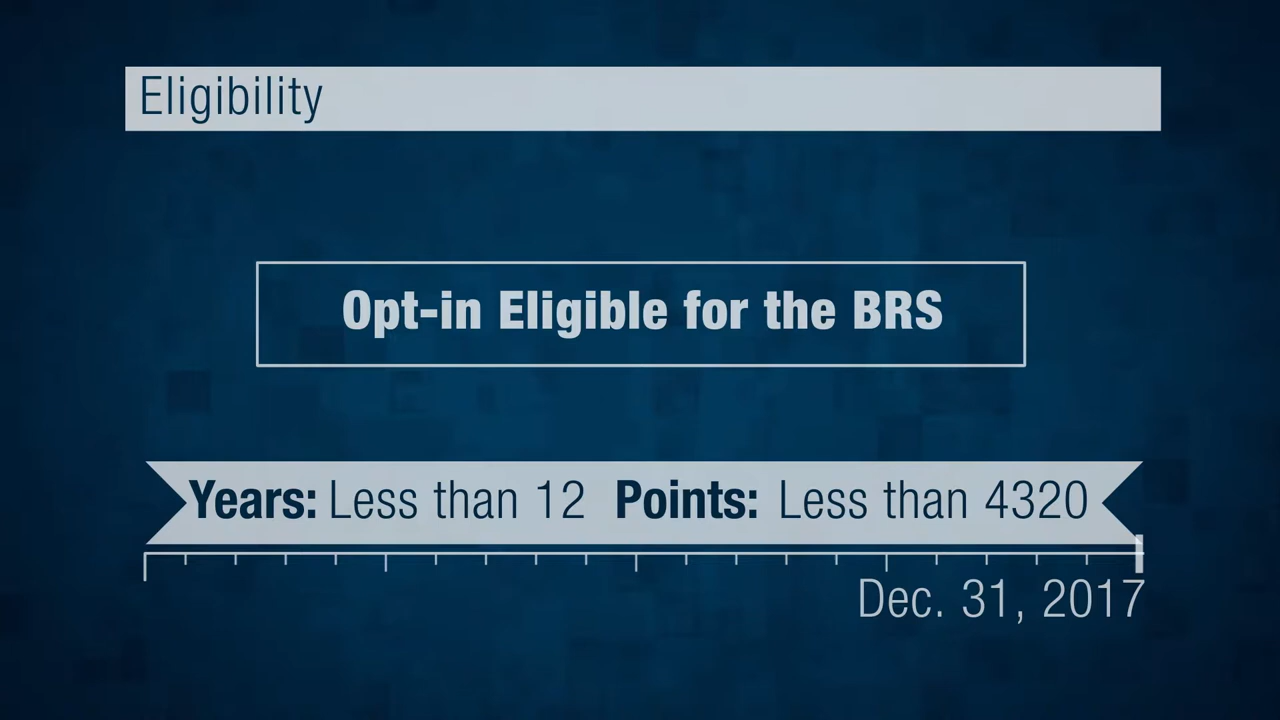 Eligibility
Opt-in Eligible for the BRS
Years: Less than 12 Points: Less than 4320
Dec. 31, 2017